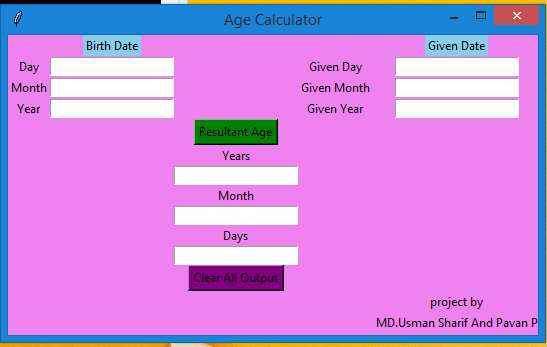 Age Calculator
Birth Date
Given Date
Day
Given Day
Month
Given Month
Year
Given Year
Resultant Age
Years
Month
Days
Clear All Output
project by
MD.Usman Sharif And Pavan P